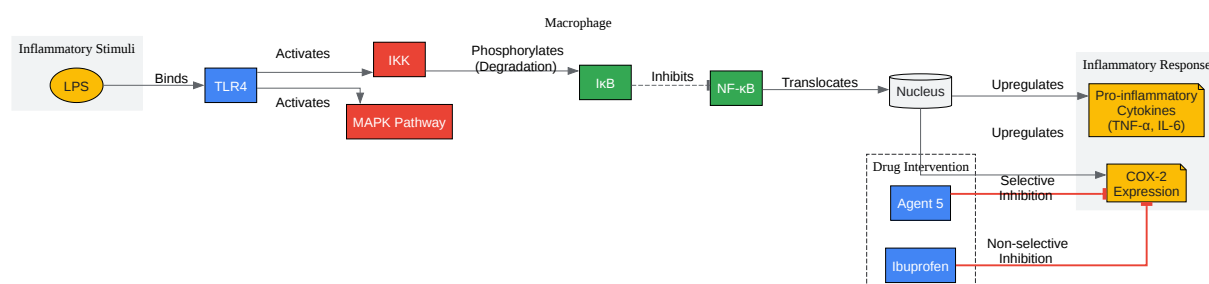 Macrophage
Inflammatory Stimuli
LPS
Binds
TLR4
Activates
Activates
IKK
MAPK Pathway
Phosphorylates
(Degradation)
IκB
Inhibits
NF-κB
Translocates
Nucleus
Upregulates
Upregulates
Inflammatory Response
Pro-inflammatory
Cytokines
(TNF-α, IL-6)
COX-2
Expression
Drug Intervention
Agent 5
Selective
Inhibition
Ibuprofen
Non-selective
Inhibition